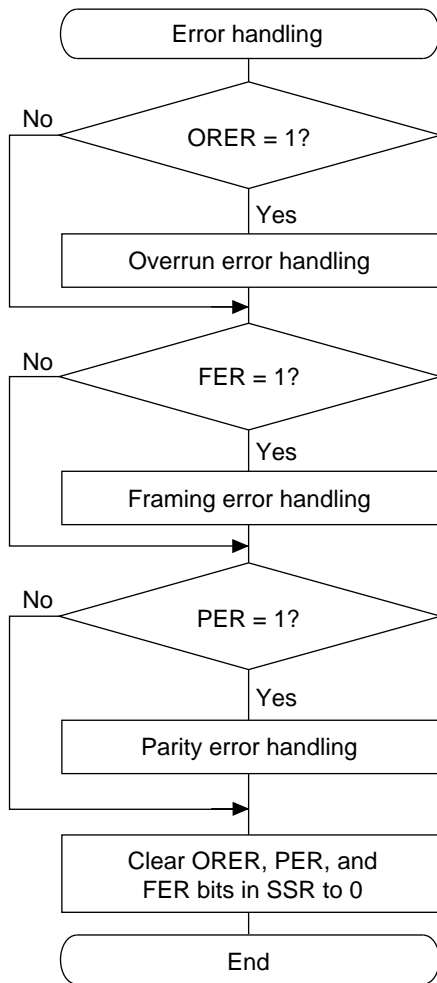 Error handling
No
ORER = 1?
Yes
Overrun error handling
No
FER = 1?
Yes
Framing error handling
No
PER = 1?
Yes
Parity error handling
Clear ORER, PER, and
FER bits in SSR to 0
End